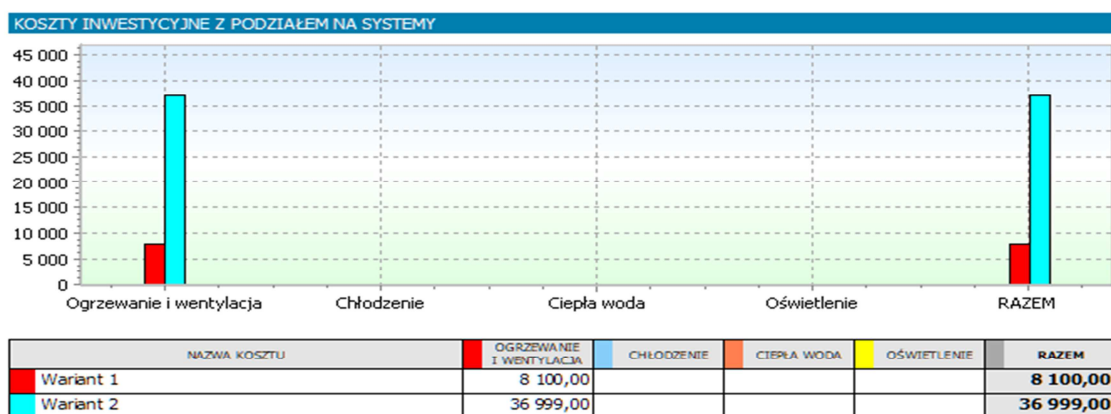 KOSZTY INWESTYCYJNE Z PODZIAŁEM NA SYSTEMY
45 000
40 000
35 000
30 000
25 000
20 000
15 000
10 000
5 000
0
Ogrzewanie i wentylacja Chłodzenie Ciepła woda Oświetlenie RAZEM
NAZWA KOSZTU OGRZEWANIE I WENTYLACJA CHŁODZENIE CIEPŁA WODA OŚWIETLENIE RAZEM
Wariant 1 8 100,00 8 100,00
Wariant 2 36 999,00 36 999,00